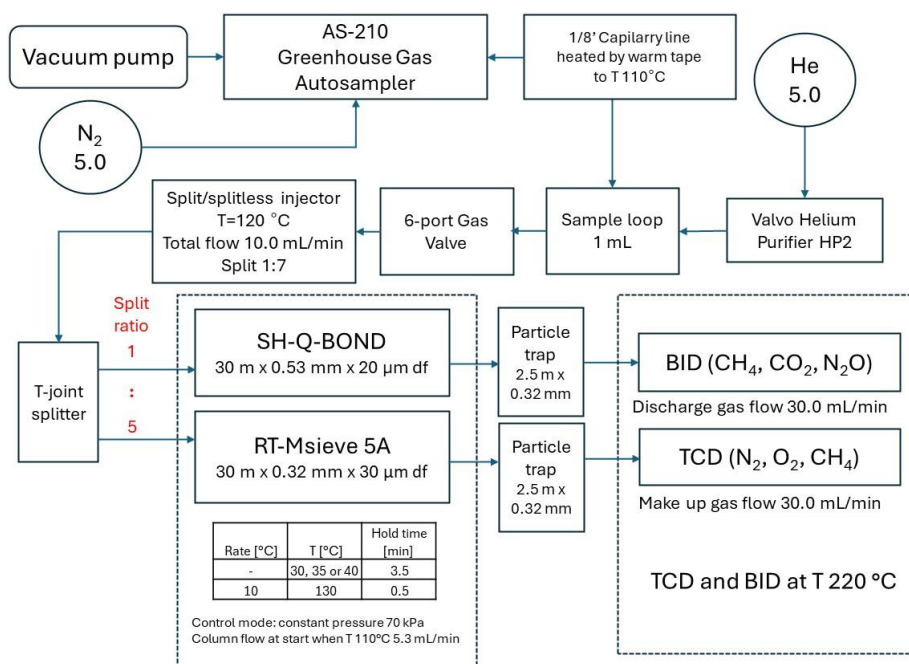 Vacuum pump
AS-210
Greenhouse Gas
Autosampler
1/8' Capilarry line
heated by warm tape
to T 110°C
He
5.0
N₂
5.0
Split/splitless injector
T=120 °C
Total flow 10.0 mL/min
Split 1:7
6-port Gas
Valve
Sample loop
1 mL
Valvo Helium
Purifier HP2
Split
ratio
1
:
5
T-joint
splitter
SH-Q-BOND
30 m x 0.53 mm x 20 µm df
RT-Msieve 5A
30 m x 0.32 mm x 30 µm df
Particle
trap
2.5 m x
0.32 mm
Particle
trap
2.5 m x
0.32 mm
BID (CH₄, CO₂, N₂O)
Discharge gas flow 30.0 mL/min
TCD (N₂, O₂, CH₄)
Make up gas flow 30.0 mL/min
TCD and BID at T 220 °C
Rate [°C] T [°C] Hold time [min]
- 30, 35 or 40 3.5
10 130 0.5
Control mode: constant pressure 70 kPa
Column flow at start when T 110°C 5.3 mL/min